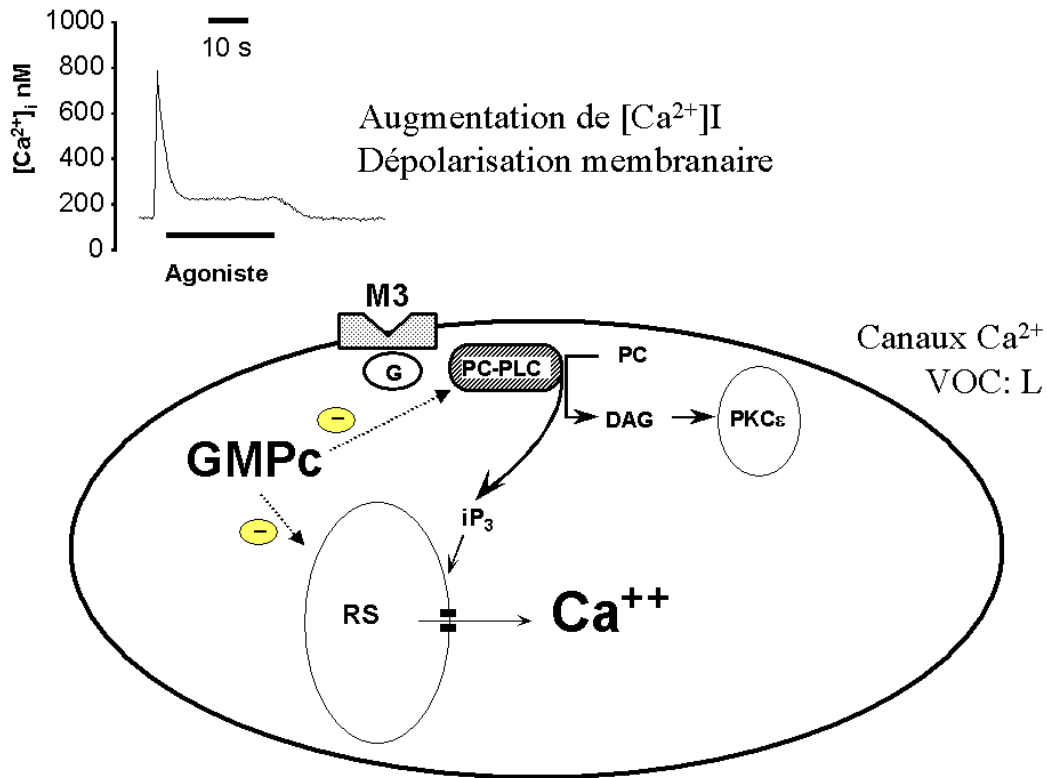 1000
800
600
400
200
0
[Ca²⁺]ᵢ nM
10 s
Agoniste
Augmentation de [Ca²⁺]I
Dépolarisation membranaire
M3
G
PC-PLC
PC
DAG
PKCε
Canaux Ca²⁺
VOC: L
−
GMPc
−
iP₃
RS
Ca⁺⁺